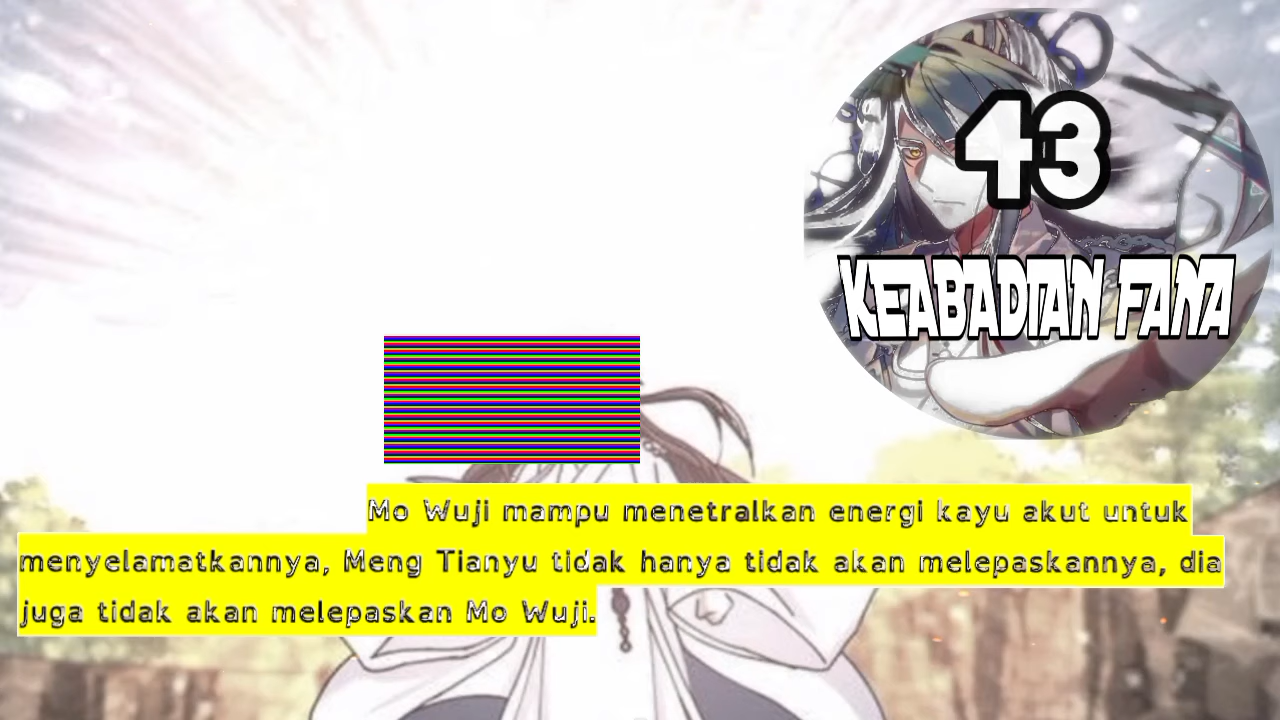 43
KEABADIAN FANA
Mo Wuji mampu menetralkan energi kayu akut untuk
menyelamatkannya, Meng Tianyu tidak hanya tidak akan melepaskannya, dia
juga tidak akan melepaskan Mo Wuji.